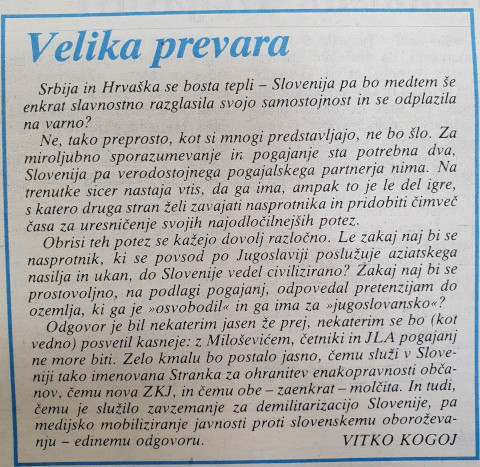 Velika prevara
Srbija in Hrvaška se bosta tepli – Slovenija pa bo medtem še
enkrat slavnostno razglasila svojo samostojnost in se odplazila
na varno?
Ne, tako preprosto, kot si mnogi predstavljajo, ne bo šlo. Za
miroljubno sporazumevanje in pogajanje sta potrebna dva,
Slovenija pa verodostojnega pogajalskega partnerja nima. Na
trenutke sicer nastaja vtis, da ga ima, ampak to je le del igre,
s katero druga stran želi zavajati nasprotnika in pridobiti čimveč
časa za uresničenje svojih najodločilnejših potez.
Obrisi teh potez se kažejo dovolj razločno. Le zakaj naj bi se
nasprotnik, ki se povsod po Jugoslaviji poslužuje aziatskega
nasilja in ukan, do Slovenije vedel civilizirano? Zakaj naj bi se
prostovoljno, na podlagi pogajanj, odpovedal pretenzijam do
ozemlja, ki ga je »osvobodil« in ga ima za »jugoslovansko«?
Odgovor je bil nekaterim jasen že prej, nekaterim se bo (kot
vedno) posvetil kasneje: z Miloševićem, četniki in JLA pogajanj
ne more biti. Zelo kmalu bo postalo jasno, čemu služi v Slove-
niji tako imenovana Stranka za ohranitev enakopravnosti obča-
nov, čemu nova ZKJ, in čemu obe – zaenkrat – molčita. In tudi,
čemu je služilo zavzemanje za demilitarizacijo Slovenije, pa
medijsko mobiliziranje javnosti proti slovenskemu oboroževa-
nju – edinemu odgovoru. VITKO KOGOJ